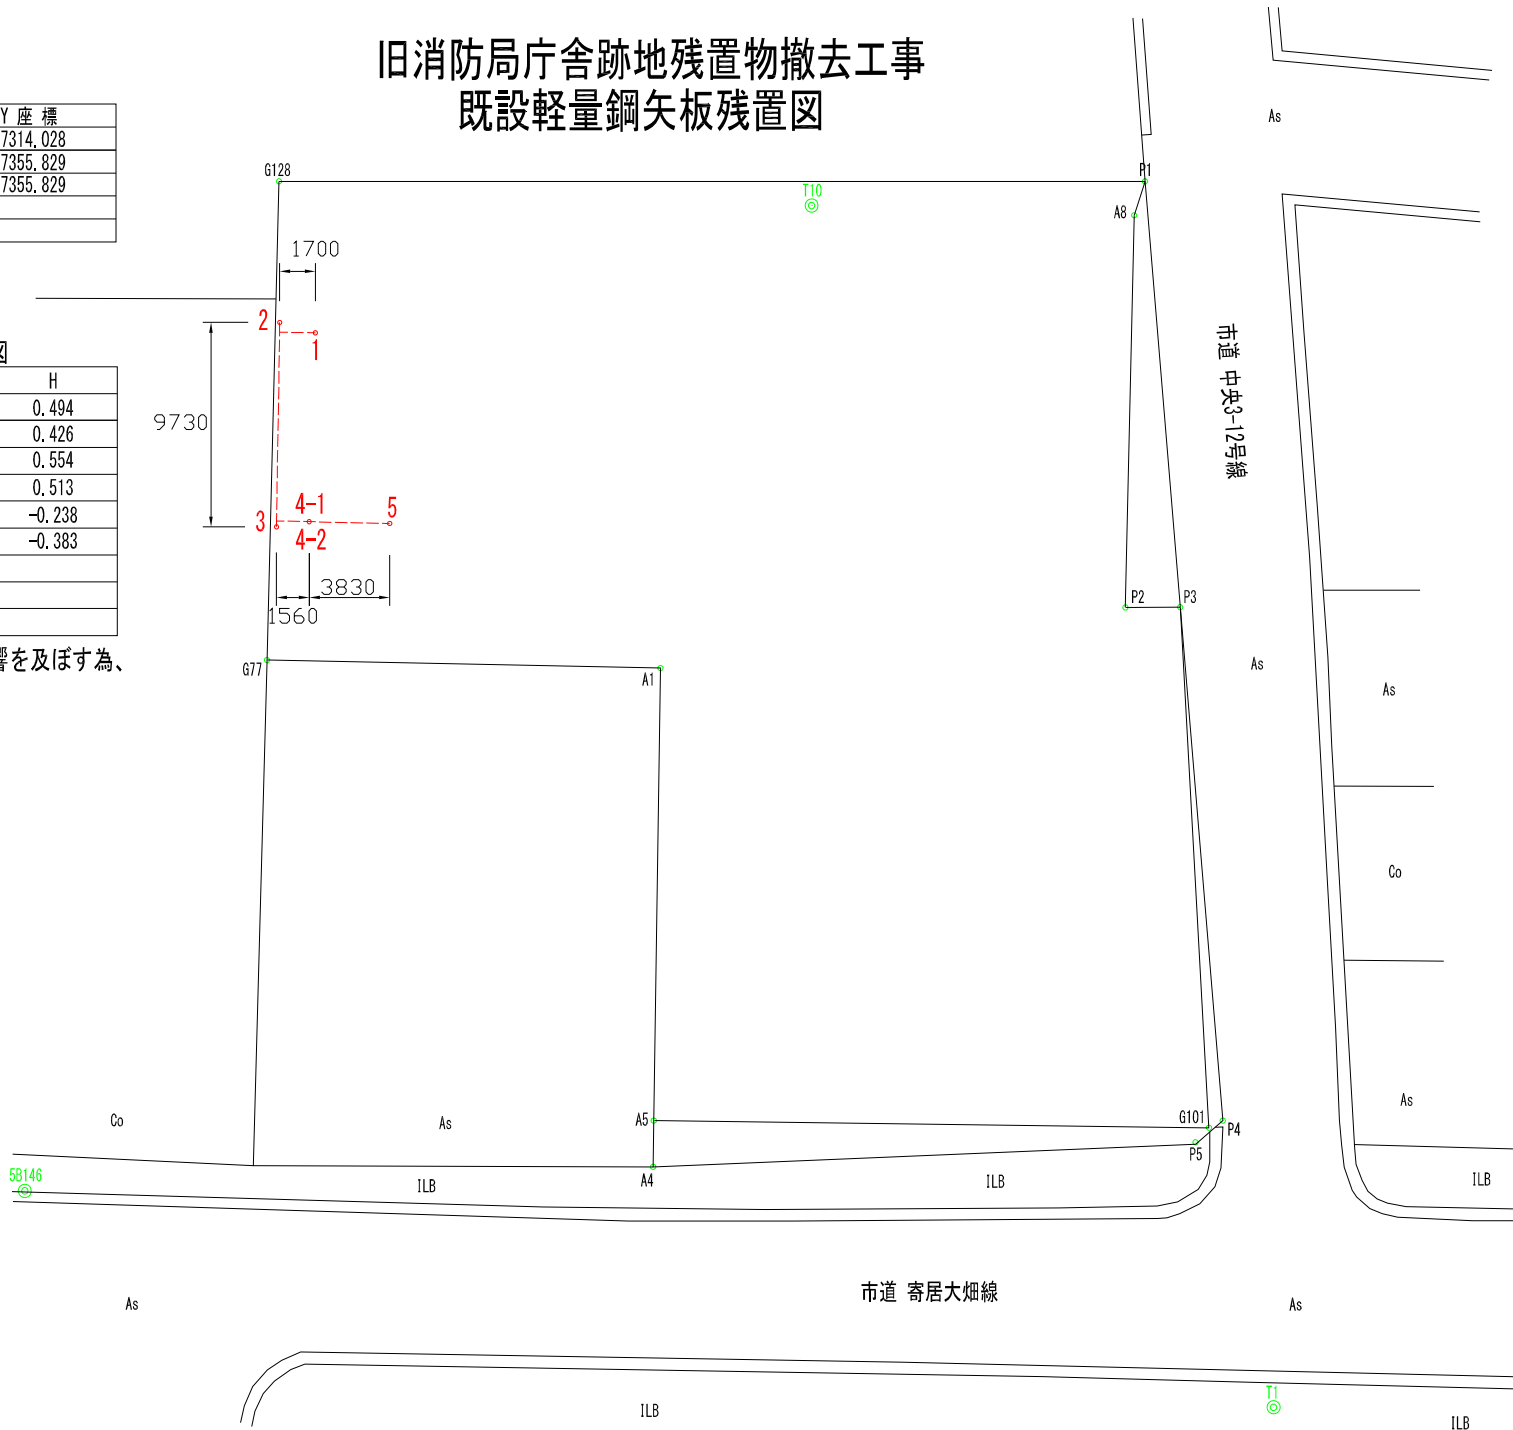 旧消防局庁舎跡地残置物撤去工事
既設軽量鋼矢板残置図
Y 座 標
7314.028
7355.829
7355.829
図
H
0.494
0.426
0.554
0.513
-0.238
-0.383
響を及ぼす為、
G128
T10
P1
A8
As
1700
2
1
9730
市道 中央3-12号線
3
4-1
4-2
5
3830
1560
P2
P3
G77
A1
As
As
Co
As
Co
As
A5
G101
P4
P5
5B146
ILB
A4
ILB
ILB
As
市道 寄居大畑線
As
T1
ILB
ILB